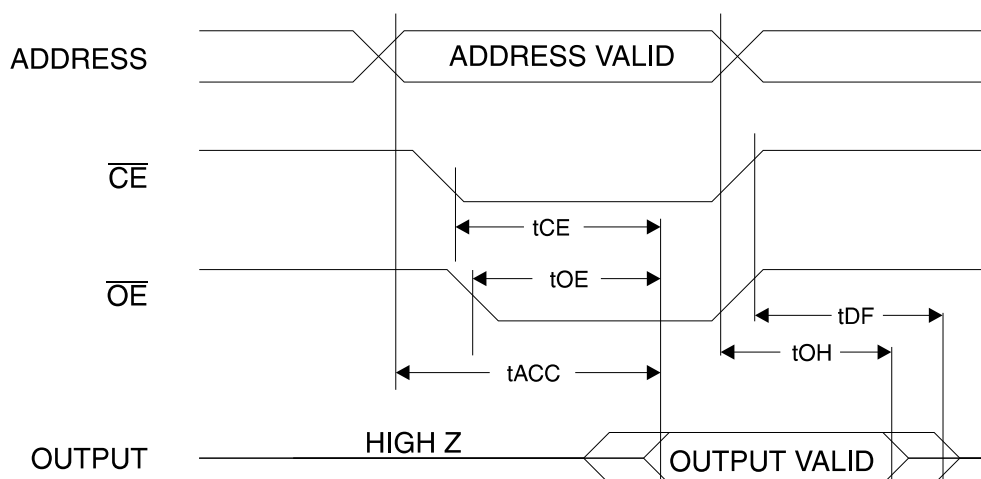 ADDRESS
ADDRESS VALID
CE
tCE
OE
tOE
tDF
tOH
tACC
OUTPUT
HIGH Z
OUTPUT VALID